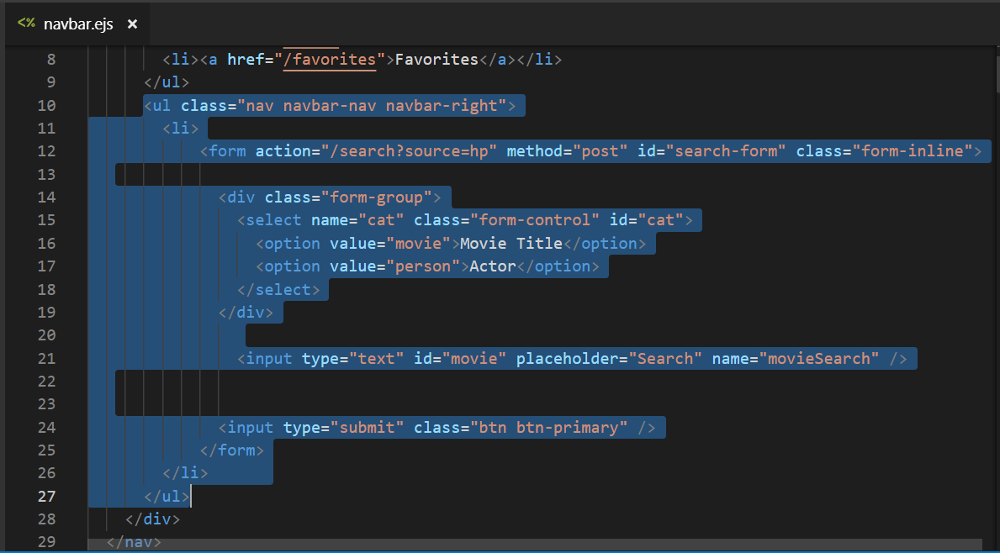 <% navbar.ejs ×
8 <li><a href="/favorites">Favorites</a></li>
9 </ul>
10 <ul class="nav navbar-nav navbar-right">
11 <li>
12 <form action="/search?source=hp" method="post" id="search-form" class="form-inline">
13
14 <div class="form-group">
15 <select name="cat" class="form-control" id="cat">
16 <option value="movie">Movie Title</option>
17 <option value="person">Actor</option>
18 </select>
19 </div>
20
21 <input type="text" id="movie" placeholder="Search" name="movieSearch" />
22
23
24 <input type="submit" class="btn btn-primary" />
25 </form>
26 </li>
27 </ul>
28 </div>
29 </nav>